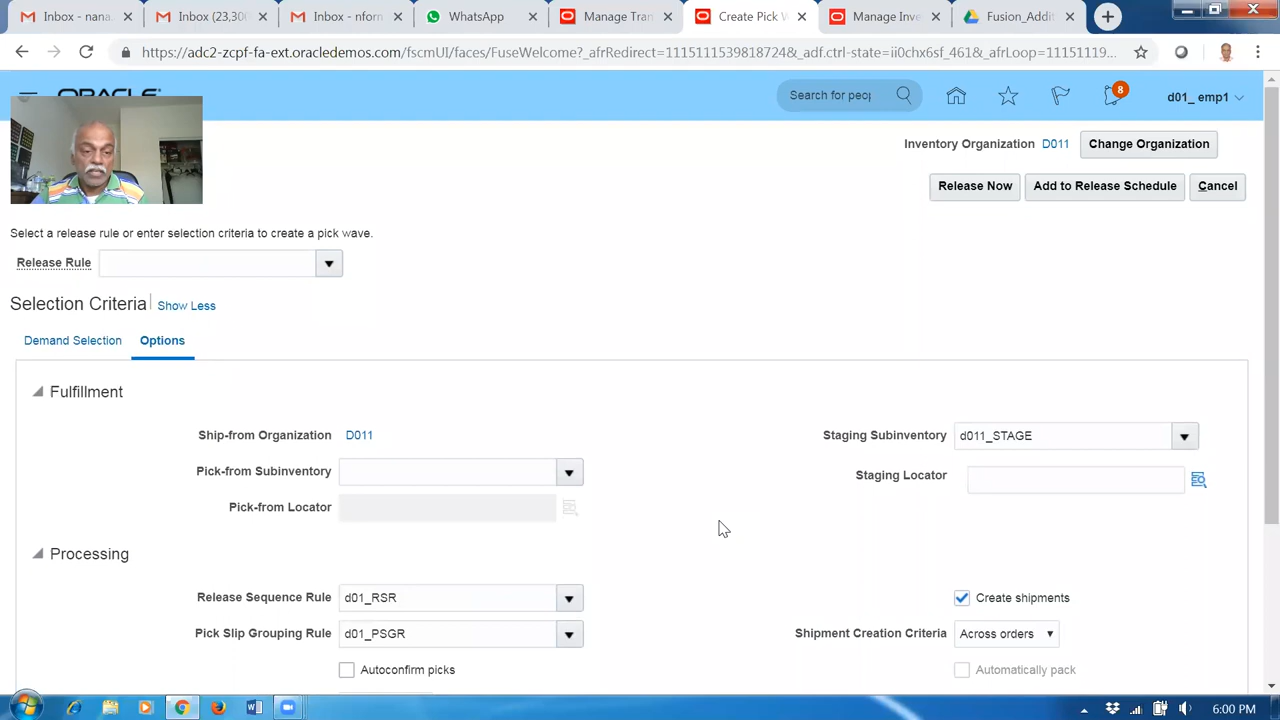 Inbox - nana.
Inbox (23,30
Inbox - nforn
WhatsApp
Manage Tran
Create Pick W
Manage Inve
Fusion_Addi
https://adc2-zcpf-fa-ext.oracledemos.com/fscmUI/faces/FuseWelcome?_afrRedirect=1115111539818724&_adf.ctrl-state=ii0chx6sf_461&_afrLoop=11151119...
ORACLE
Search for peop
8
d01_ emp1
Inventory Organization D011 Change Organization
Release Now Add to Release Schedule Cancel
Select a release rule or enter selection criteria to create a pick wave.
Release Rule
Selection Criteria Show Less
Demand Selection Options
Fulfillment
Ship-from Organization D011
Staging Subinventory d011_STAGE
Pick-from Subinventory
Staging Locator
Pick-from Locator
Processing
Release Sequence Rule d01_RSR
Create shipments
Pick Slip Grouping Rule d01_PSGR
Shipment Creation Criteria Across orders
Autoconfirm picks
Automatically pack
6:00 PM